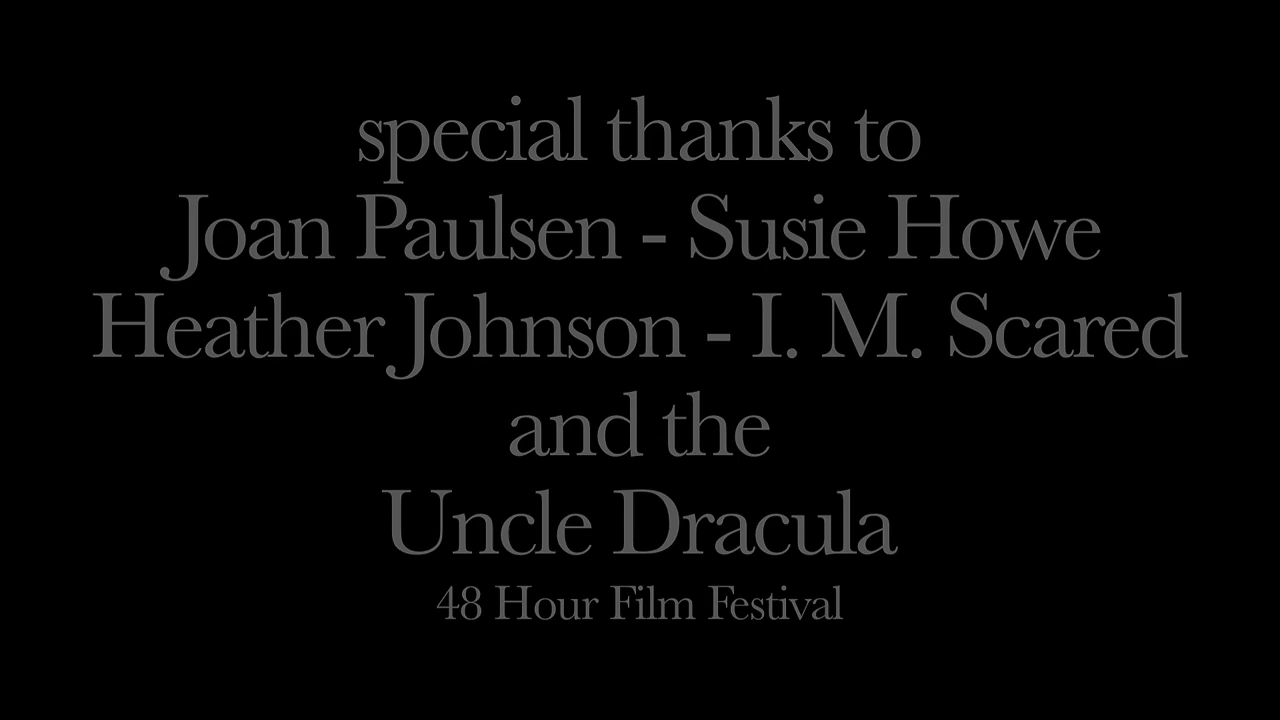 special thanks to
Joan Paulsen - Susie Howe
Heather Johnson - I. M. Scared
and the
Uncle Dracula
48 Hour Film Festival